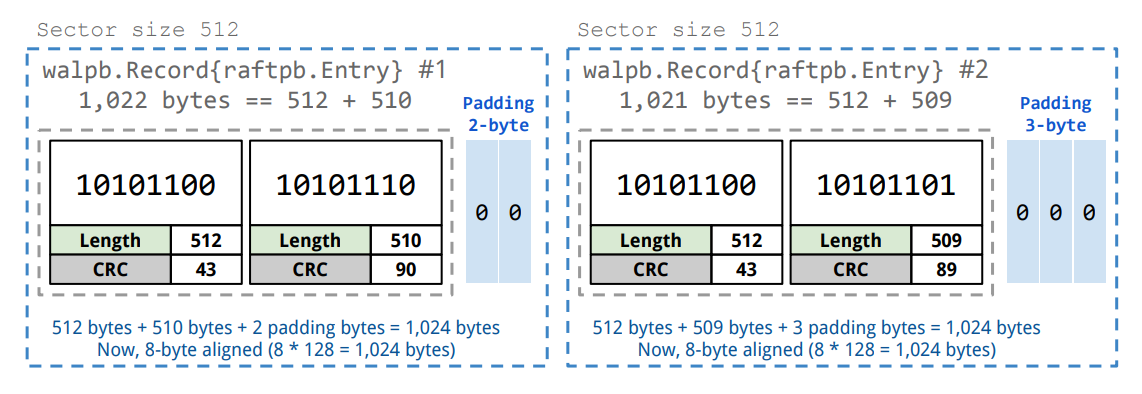 Sector size 512
walpb.Record{raftpb.Entry} #1
1,022 bytes == 512 + 510
Padding
2-byte
10101100
10101110
0 0
Length 512
Length 510
CRC 43
CRC 90
512 bytes + 510 bytes + 2 padding bytes = 1,024 bytes
Now, 8-byte aligned (8 * 128 = 1,024 bytes)
Sector size 512
walpb.Record{raftpb.Entry} #2
1,021 bytes == 512 + 509
Padding
3-byte
10101100
10101101
0 0 0
Length 512
Length 509
CRC 43
CRC 89
512 bytes + 509 bytes + 3 padding bytes = 1,024 bytes
Now, 8-byte aligned (8 * 128 = 1,024 bytes)